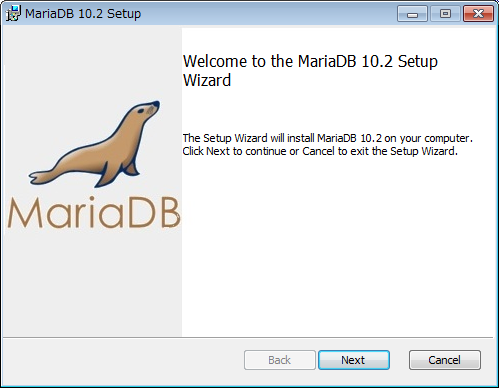 MariaDB 10.2 Setup
Welcome to the MariaDB 10.2 Setup
Wizard
The Setup Wizard will install MariaDB 10.2 on your computer.
Click Next to continue or Cancel to exit the Setup Wizard.
MariaDB
Back
Next
Cancel